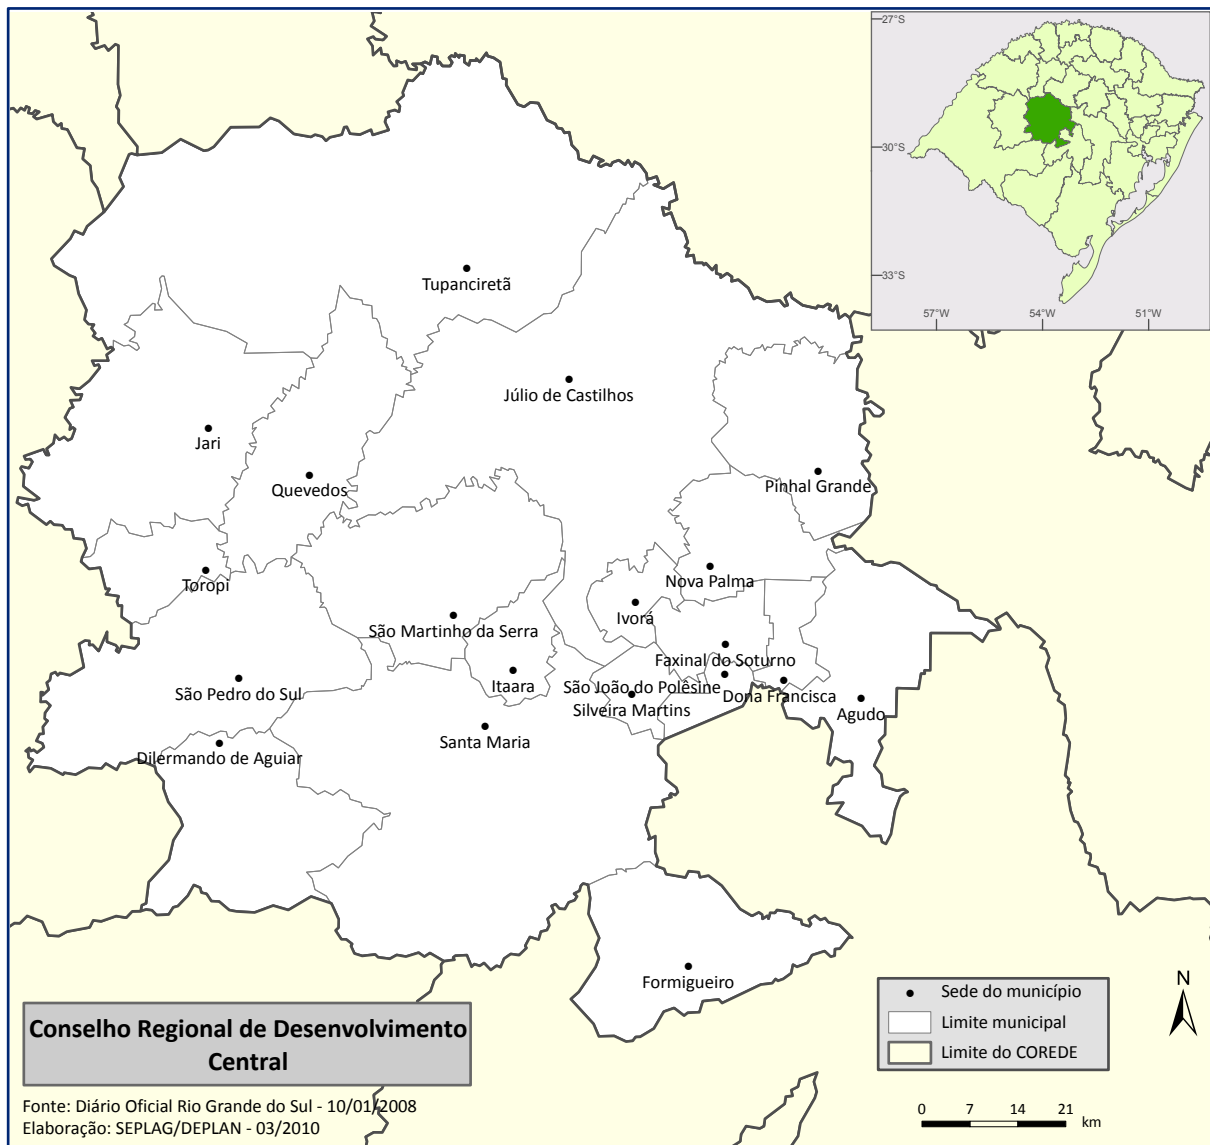 27°S
30°S
33°S
57°W
54°W
51°W
Tupanciretã
Júlio de Castilhos
Jari
Quevedos
Pinhal Grande
Toropi
Nova Palma
Ivorá
São Martinho da Serra
Faxinal do Soturno
Itaara
São João do Polêsine
São Pedro do Sul
Dona Francisca
Silveira Martins
Agudo
Santa Maria
Dilermando de Aguiar
Formigueiro
Sede do município
Limite municipal
Limite do COREDE
N
Conselho Regional de Desenvolvimento
Central
Fonte: Diário Oficial Rio Grande do Sul - 10/01/2008
Elaboração: SEPLAG/DEPLAN - 03/2010
0 7 14 21
km